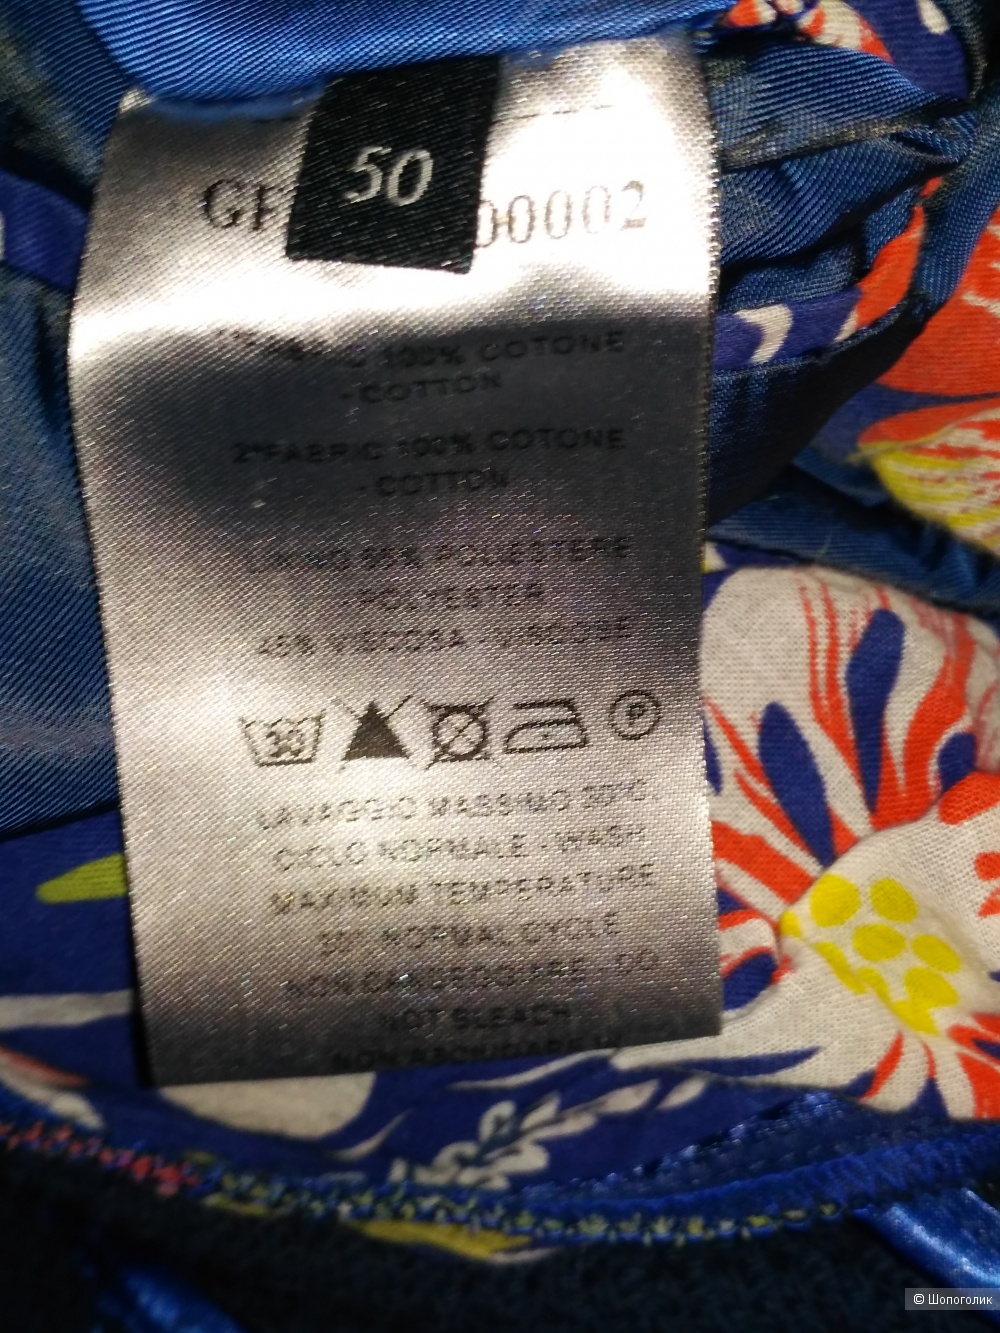 50
GF 00002
1°FABRIC 100% COTONE
-COTTON
2°FABRIC 100% COTONE
-COTTON
LINING 55% POLIESTERE
-POLYESTER
45% VISCOSA -VISCOSE
30
P
LAVAGGIO MASSIMO 30°C.
CICLO NORMALE - WASH
MAXIMUM TEMPERATURE
30° NORMAL CYCLE
NON CANDEGGIARE - DO
NOT BLEACH
© Шопоголик